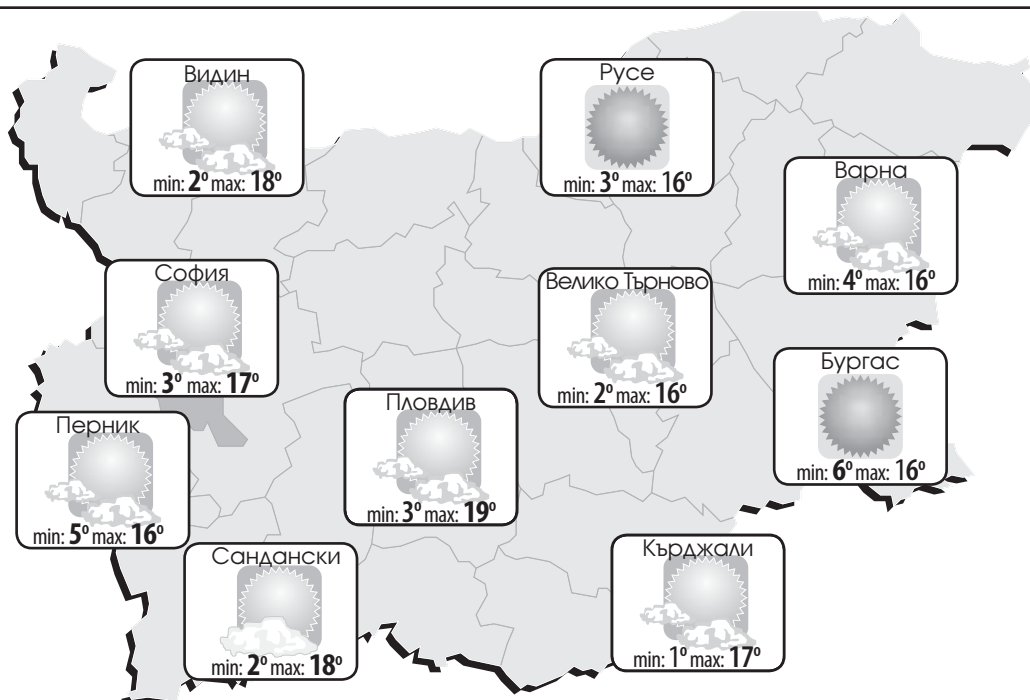 Видин
min: 2º max: 18º
Русе
min: 3º max: 16º
Варна
min: 4º max: 16º
София
min: 3º max: 17º
Велико Търново
min: 2º max: 16º
Бургас
min: 6º max: 16º
Пловдив
min: 3º max: 19º
Перник
min: 5º max: 16º
Сандански
min: 2º max: 18º
Кърджали
min: 1º max: 17º